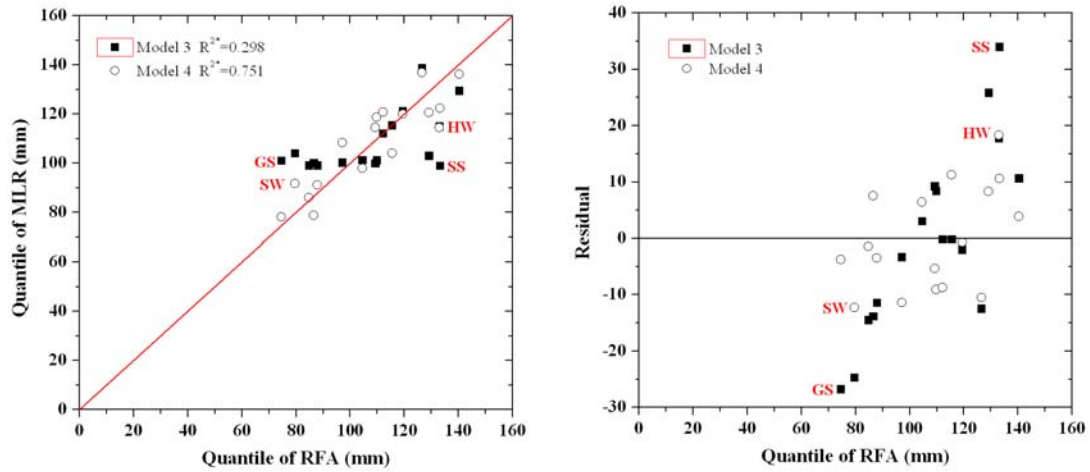 160
140
120
100
80
60
40
20
0
Quantile of MLR (mm)
Model 3 R²*=0.298
Model 4 R²*=0.751
GS
SW
HW
SS
0 20 40 60 80 100 120 140 160
Quantile of RFA (mm)
40
30
20
10
0
-10
-20
-30
Residual
Model 3
Model 4
SS
HW
SW
GS
0 20 40 60 80 100 120 140 160
Quantile of RFA (mm)